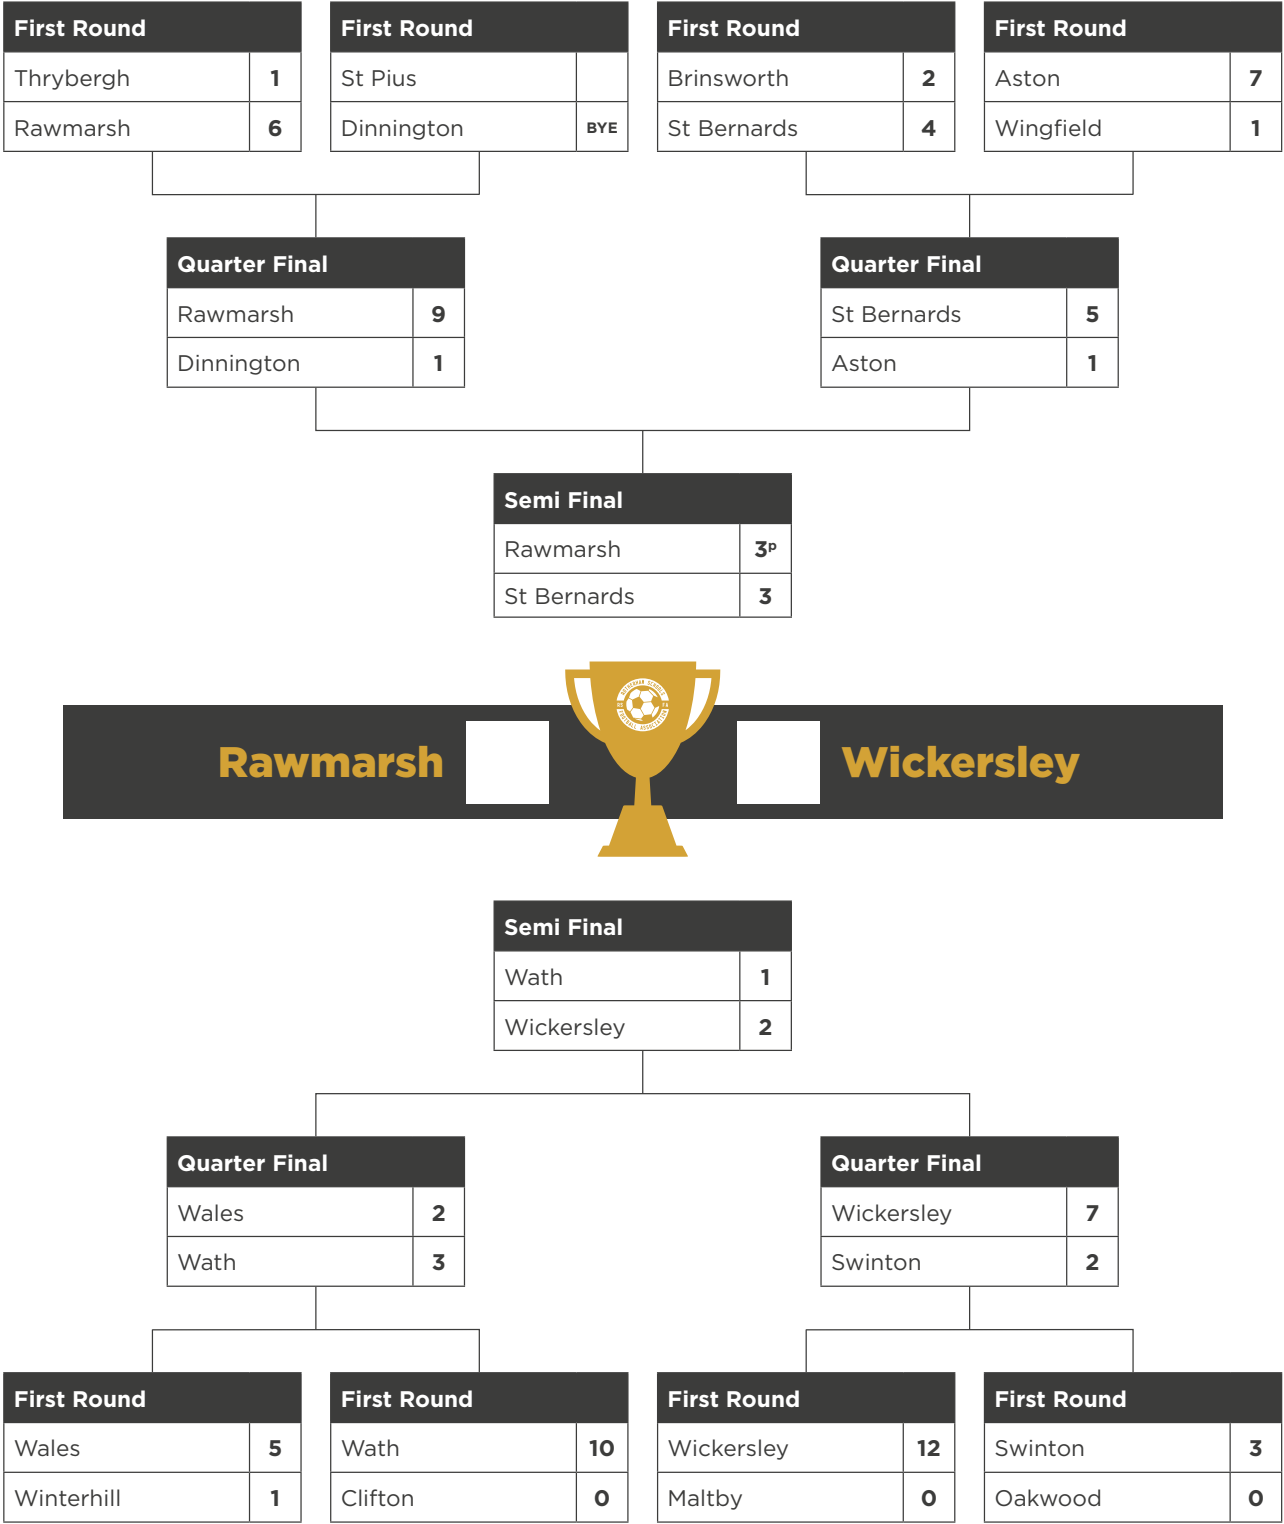 First Round
Thrybergh 1
Rawmarsh 6
First Round
St Pius
Dinnington BYE
First Round
Brinsworth 2
St Bernards 4
First Round
Aston 7
Wingfield 1
Quarter Final
Rawmarsh 9
Dinnington 1
Quarter Final
St Bernards 5
Aston 1
Semi Final
Rawmarsh 3ᵖ
St Bernards 3
ROTHERHAM SCHOOLS
FOOTBALL ASSOCIATION
Rawmarsh
Wickersley
Semi Final
Wath 1
Wickersley 2
Quarter Final
Wales 2
Wath 3
Quarter Final
Wickersley 7
Swinton 2
First Round
Wales 5
Winterhill 1
First Round
Wath 10
Clifton 0
First Round
Wickersley 12
Maltby 0
First Round
Swinton 3
Oakwood 0